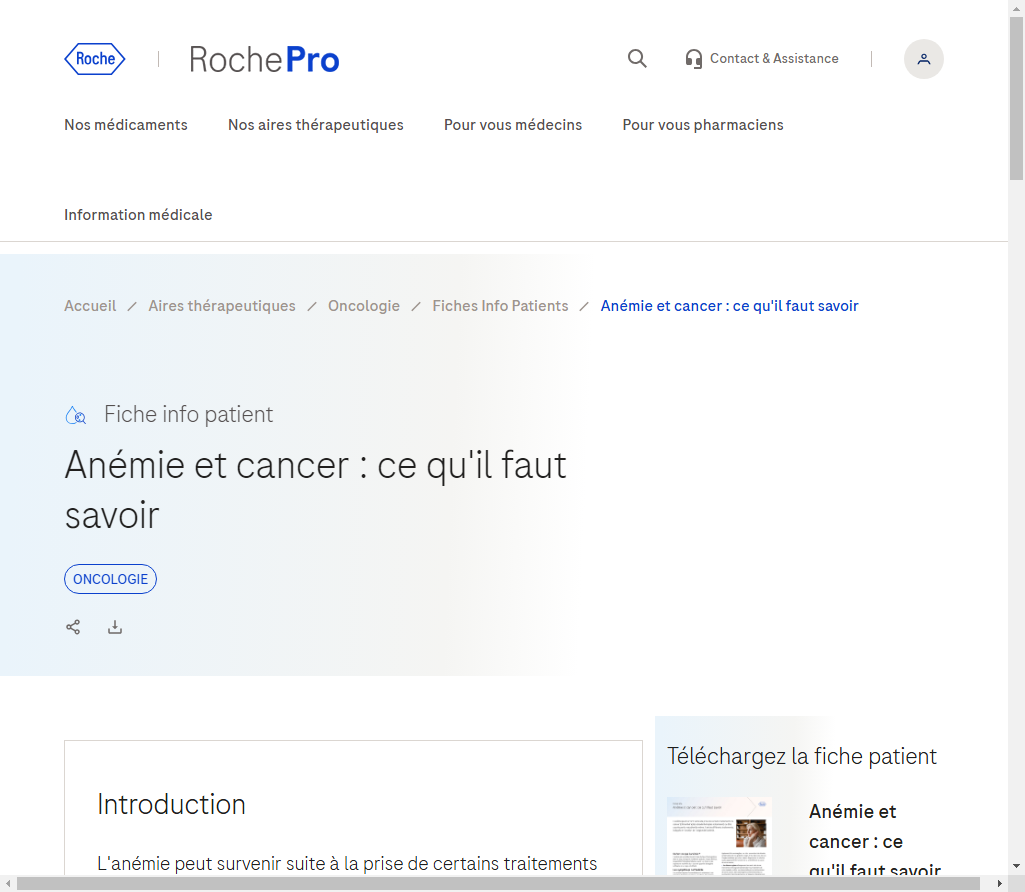 Roche
RochePro
Contact & Assistance
Nos médicaments
Nos aires thérapeutiques
Pour vous médecins
Pour vous pharmaciens
Information médicale
Accueil / Aires thérapeutiques / Oncologie / Fiches Info Patients / Anémie et cancer : ce qu'il faut savoir
Fiche info patient
Anémie et cancer : ce qu'il faut
savoir
ONCOLOGIE
Introduction
L'anémie peut survenir suite à la prise de certains traitements
Téléchargez la fiche patient
Anémie et
cancer : ce
qu'il faut savoir